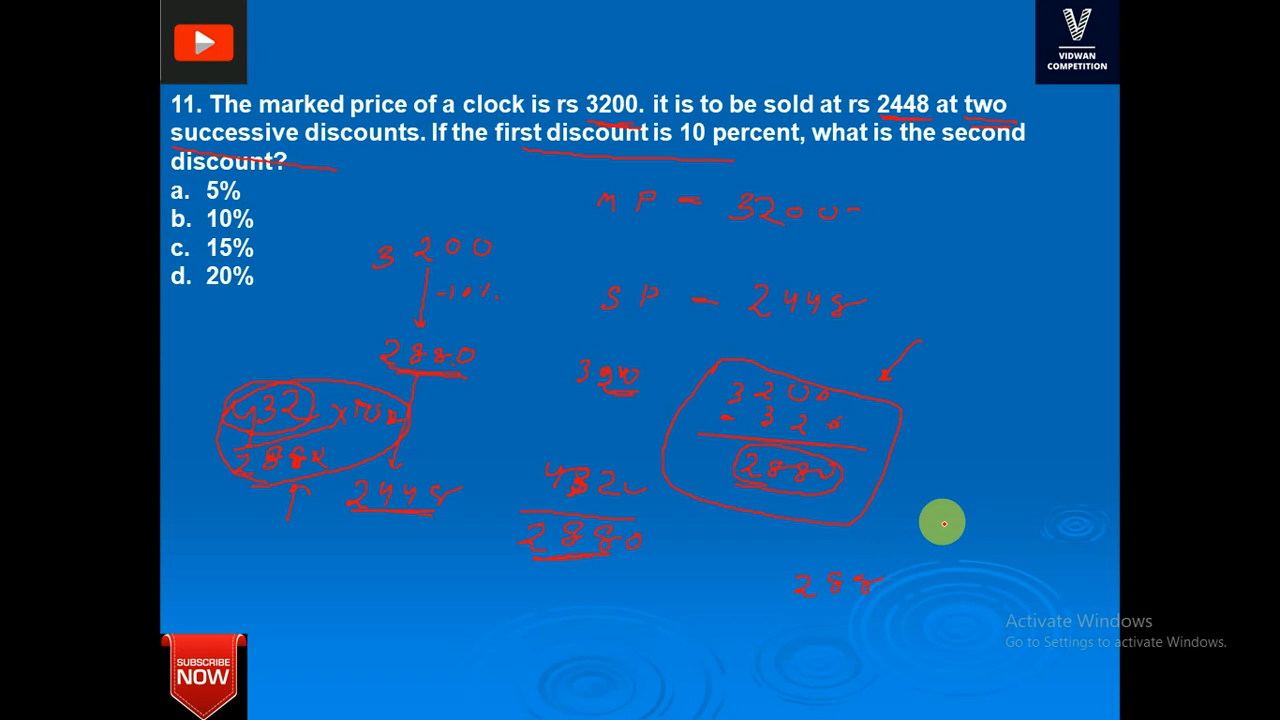 VIDWAN
COMPETITION
11. The marked price of a clock is rs 3200. it is to be sold at rs 2448 at two
successive discounts. If the first discount is 10 percent, what is the second
discount?
a. 5%
b. 10%
c. 15%
d. 20%
MP - 3200
3200
-10%
SP - 2448
2880
390
3200
- 320
2880
432 x 100
2880
2448
4320
2880
288
Activate Windows
Go to Settings to activate Windows.
SUBSCRIBE
NOW